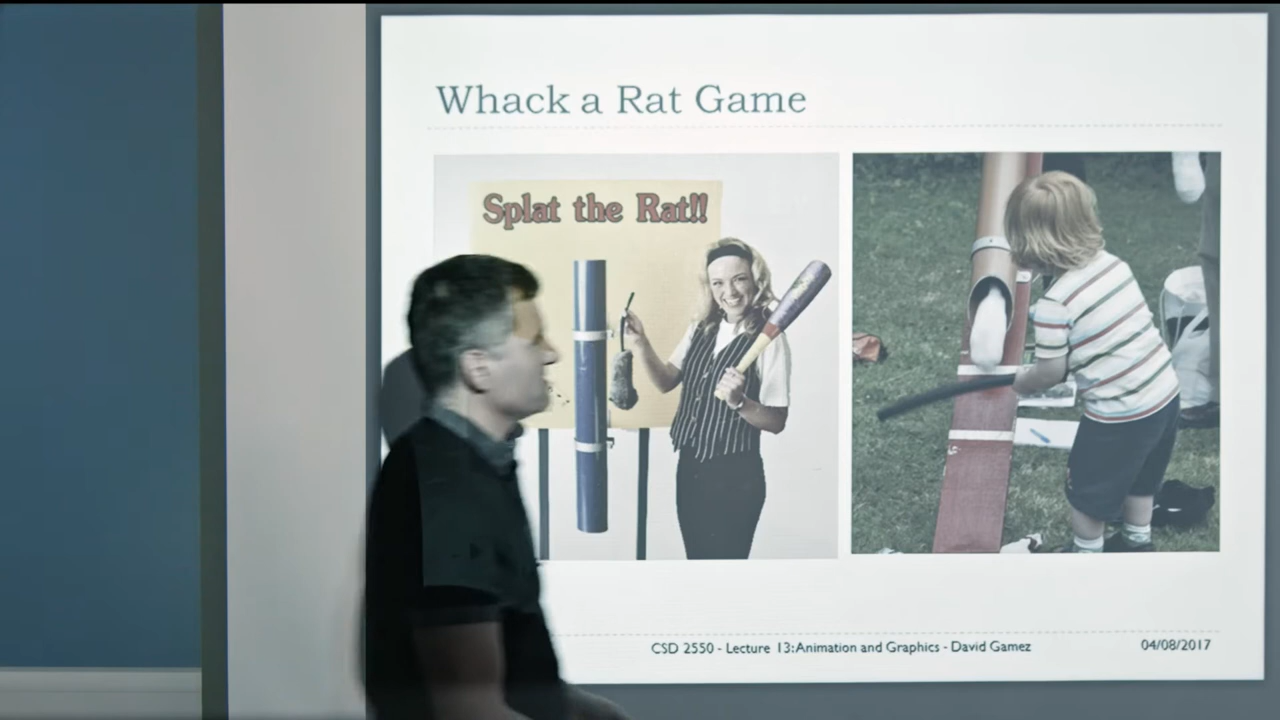 Whack a Rat Game
Splat the Rat!!
CSD 2550 - Lecture 13:Animation and Graphics - David Gamez
04/08/2017